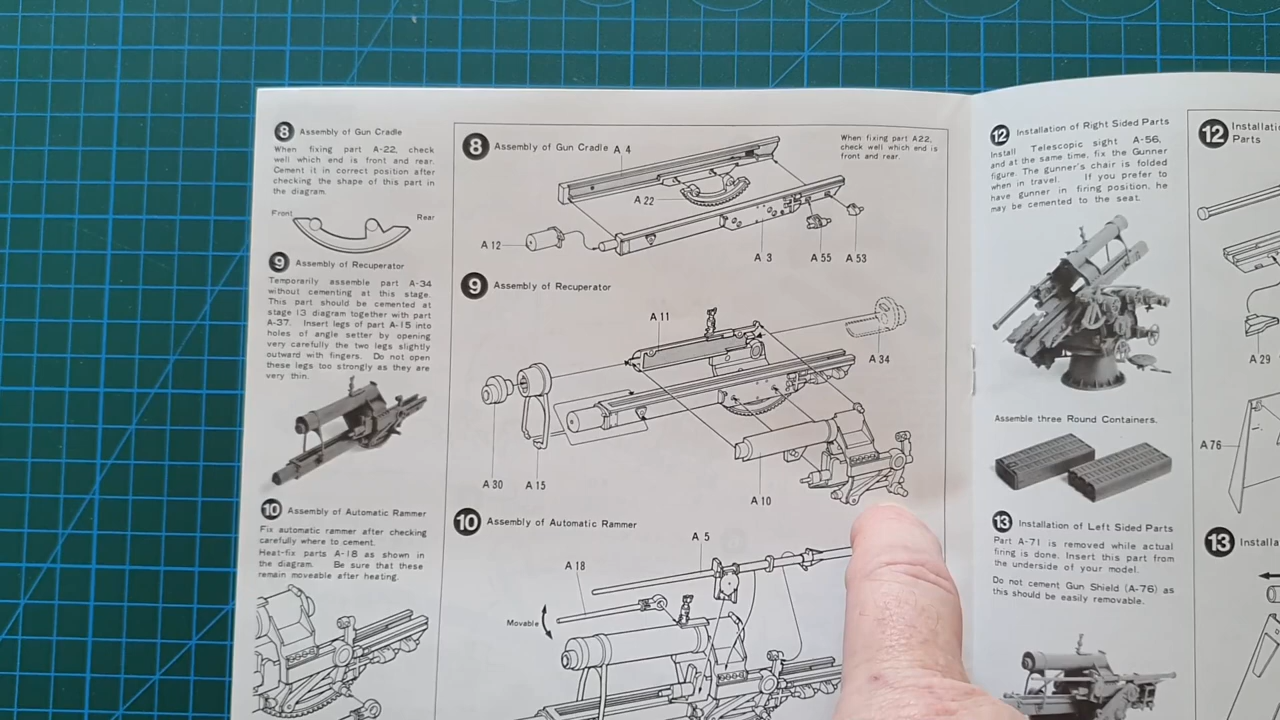 8 Assembly of Gun Cradle
When fixing part A-22, check
well which end is front and rear.
Cement it in correct position after
checking the shape of this part in
the diagram.
Front
Rear
9 Assembly of Recuperator
Temporarily assemble part A-34
without cementing at this stage.
This part should be cemented at
stage 13 diagram together with part
A-37. Insert legs of part A-15 into
holes of angle setter by opening
very carefully the two legs slightly
outward with fingers. Do not open
these legs too strongly as they are
very thin.
10 Assembly of Automatic Rammer
Fix automatic rammer after checking
carefully where to cement.
Heat-fix parts A-18 as shown in
the diagram. Be sure that these
remain moveable after heating.
8 Assembly of Gun Cradle
When fixing part A22,
check well which end is
front and rear.
A 4
A 22
A 12
A 3
A 55
A 53
9 Assembly of Recuperator
A 11
A 34
A 30
A 15
A 10
10 Assembly of Automatic Rammer
A 5
A 18
Movable
12 Installation of Right Sided Parts
Install Telescopic sight A-56,
and at the same time, fix the Gunner
figure. The gunner's chair is folded
when in travel. If you prefer to
have gunner in firing position, he
may be cemented to the seat.
Assemble three Round Containers.
13 Installation of Left Sided Parts
Part A-71 is removed while actual
firing is done. Insert this part from
the underside of your model.
Do not cement Gun Shield (A-76) as
this should be easily removable.
12 Installati
Parts
A 29
A 76
13 Installa